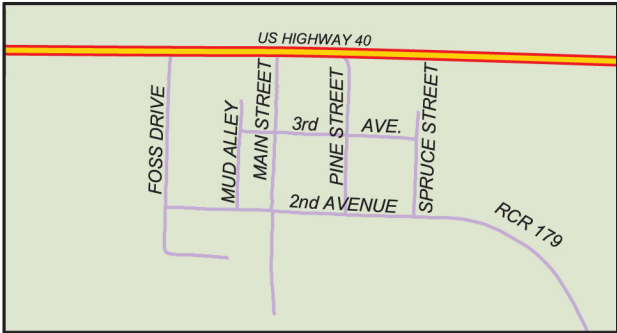 US HIGHWAY 40
FOSS DRIVE
MUD ALLEY
MAIN STREET
3rd AVE.
PINE STREET
SPRUCE STREET
2nd AVENUE
RCR 179